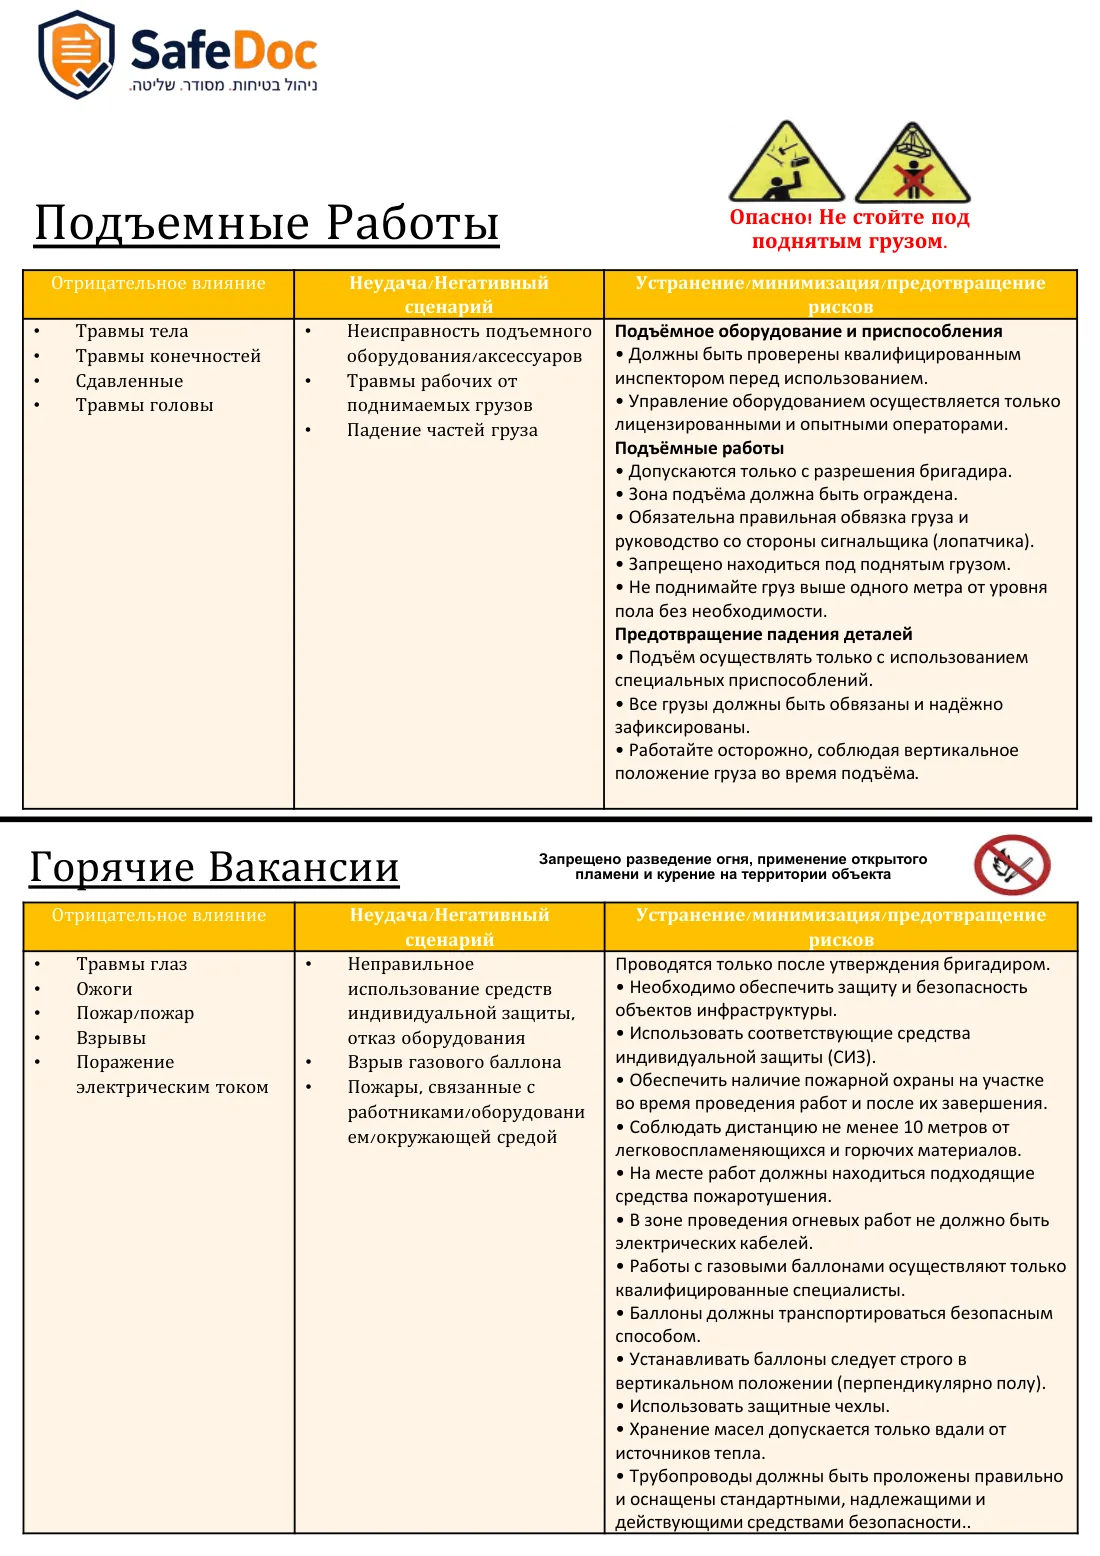 SafeDoc
ניהול בטיחות. מסודר. שליטה.
Опасно! Не стойте под
поднятым грузом.
Подъемные Работы
Отрицательное влияние
Неудача/Негативный
сценарий
Устранение/минимизация/предотвращение
рисков
• Травмы тела
• Травмы конечностей
• Сдавленные
• Травмы головы
• Неисправность подъемного
оборудования/аксессуаров
• Травмы рабочих от
поднимаемых грузов
• Падение частей груза
Подъёмное оборудование и приспособления
• Должны быть проверены квалифицированным
инспектором перед использованием.
• Управление оборудованием осуществляется только
лицензированными и опытными операторами.
Подъёмные работы
• Допускаются только с разрешения бригадира.
• Зона подъёма должна быть ограждена.
• Обязательна правильная обвязка груза и
руководство со стороны сигнальщика (лопатчика).
• Запрещено находиться под поднятым грузом.
• Не поднимайте груз выше одного метра от уровня
пола без необходимости.
Предотвращение падения деталей
• Подъём осуществлять только с использованием
специальных приспособлений.
• Все грузы должны быть обвязаны и надёжно
зафиксированы.
• Работайте осторожно, соблюдая вертикальное
положение груза во время подъёма.
Горячие Вакансии
Запрещено разведение огня, применение открытого
пламени и курение на территории объекта
Отрицательное влияние
Неудача/Негативный
сценарий
Устранение/минимизация/предотвращение
рисков
• Травмы глаз
• Ожоги
• Пожар/пожар
• Взрывы
• Поражение
электрическим током
• Неправильное
использование средств
индивидуальной защиты,
отказ оборудования
• Взрыв газового баллона
• Пожары, связанные с
работниками/оборудовани
ем/окружающей средой
Проводятся только после утверждения бригадиром.
• Необходимо обеспечить защиту и безопасность
объектов инфраструктуры.
• Использовать соответствующие средства
индивидуальной защиты (СИЗ).
• Обеспечить наличие пожарной охраны на участке
во время проведения работ и после их завершения.
• Соблюдать дистанцию не менее 10 метров от
легковоспламеняющихся и горючих материалов.
• На месте работ должны находиться подходящие
средства пожаротушения.
• В зоне проведения огневых работ не должно быть
электрических кабелей.
• Работы с газовыми баллонами осуществляют только
квалифицированные специалисты.
• Баллоны должны транспортироваться безопасным
способом.
• Устанавливать баллоны следует строго в
вертикальном положении (перпендикулярно полу).
• Использовать защитные чехлы.
• Хранение масел допускается только вдали от
источников тепла.
• Трубопроводы должны быть проложены правильно
и оснащены стандартными, надлежащими и
действующими средствами безопасности..